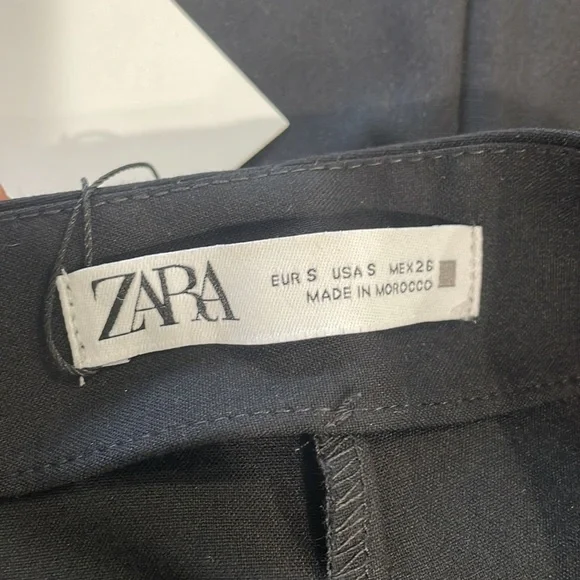 ZARA
EUR S USA S MEX 26
MADE IN MOROCCO